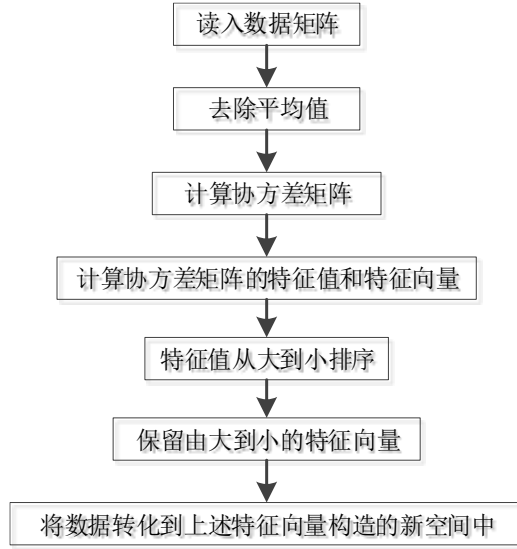 读入数据矩阵
去除平均值
计算协方差矩阵
计算协方差矩阵的特征值和特征向量
特征值从大到小排序
保留由大到小的特征向量
将数据转化到上述特征向量构造的新空间中